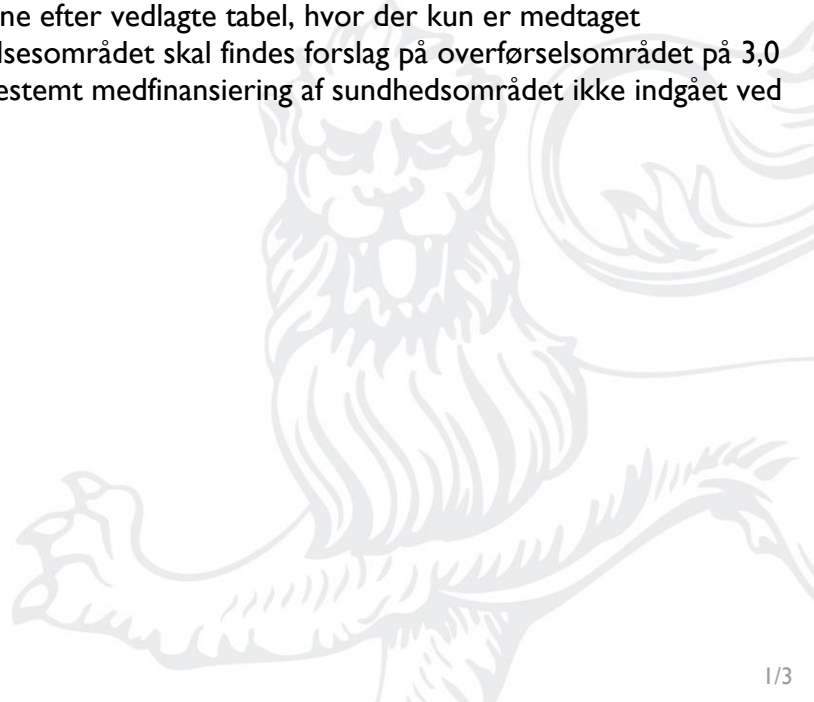 ne efter vedlagte tabel, hvor der kun er medtaget
lsesområdet skal findes forslag på overførselsområdet på 3,0
estemt medfinansiering af sundhedsområdet ikke indgået ved
1/3